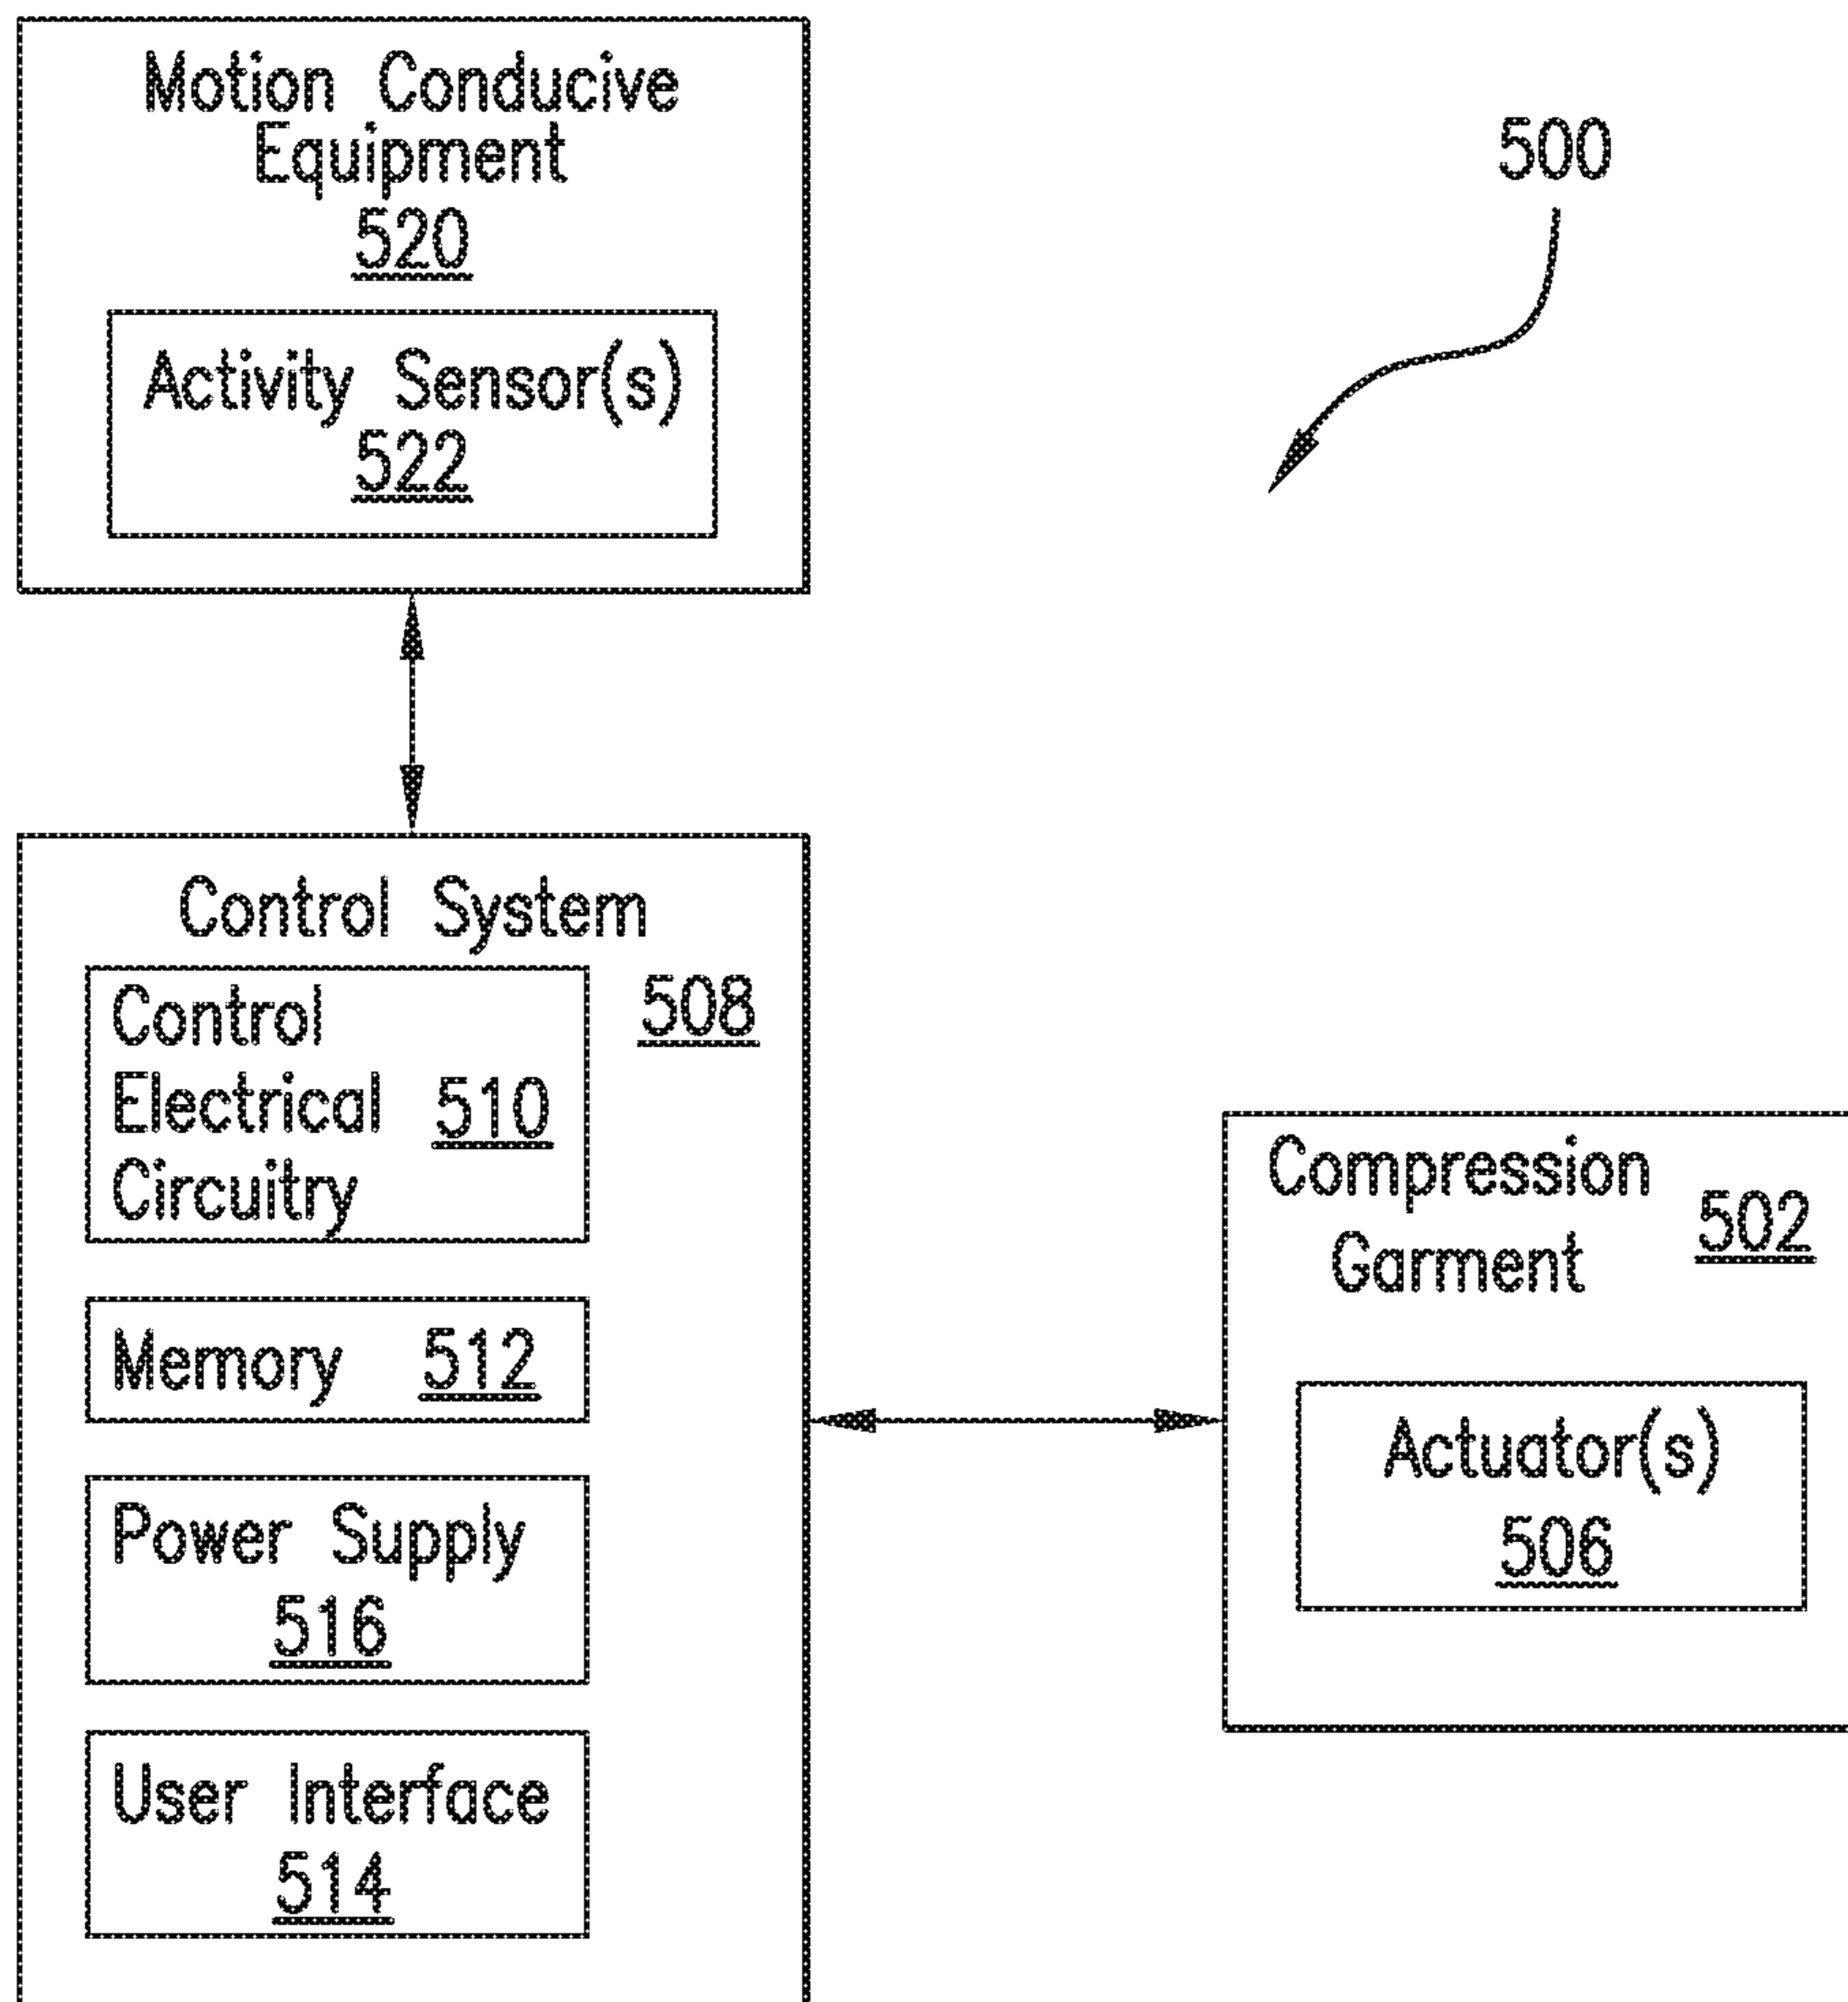 Motion Conducive
Equipment
520
Activity Sensor(s)
522
500
Control System
508
Control
Electrical 510
Circuitry
Memory 512
Power Supply
516
User Interface
514
Compression
502
Garment
Actuator(s)
506